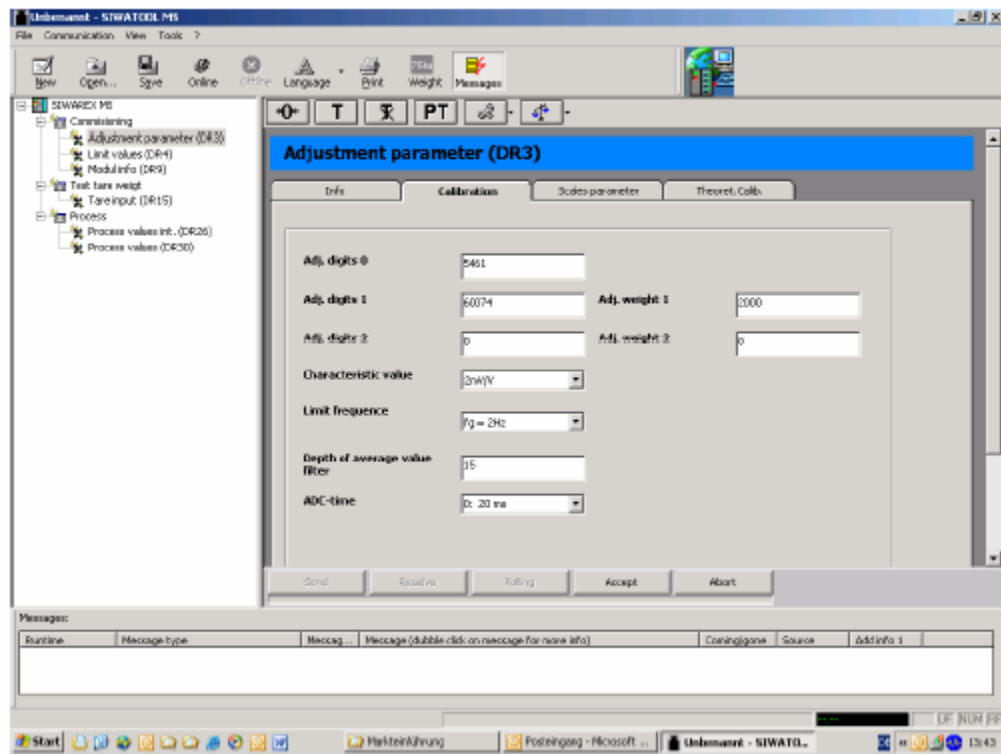 Unbenannt - SIWATOOL MS
File Communication View Tools ?
New Open... Save Online Offline Language Print Weight Messages
SIWAREX MS
Commisioning
Adjustment parameter (DR3)
Limit values (DR4)
Modul info (DR9)
Test tare weigt
Tare input (DR15)
Process
Process values int. (DR26)
Process values (DR30)
T PT
Adjustment parameter (DR3)
Info Calibration Scales parameter Theoret. Calib.
Adj. digits 0 5461
Adj. digits 1 60074 Adj. weight 1 2000
Adj. digits 2 0 Adj. weight 2 0
Characteristic value 2mV/V
Limit frequence fg = 2Hz
Depth of average value
filter 15
ADC-time 0: 20 ms
Send Receive Polling Accept Abort
Messages:
Runtime Message type Messag... Message (dubble click on message for more info) Coming/gone Source Add info 1
NUM
Start Markteinführung Posteingang - Microsoft ... Unbenannt - SIWATO... 13:43